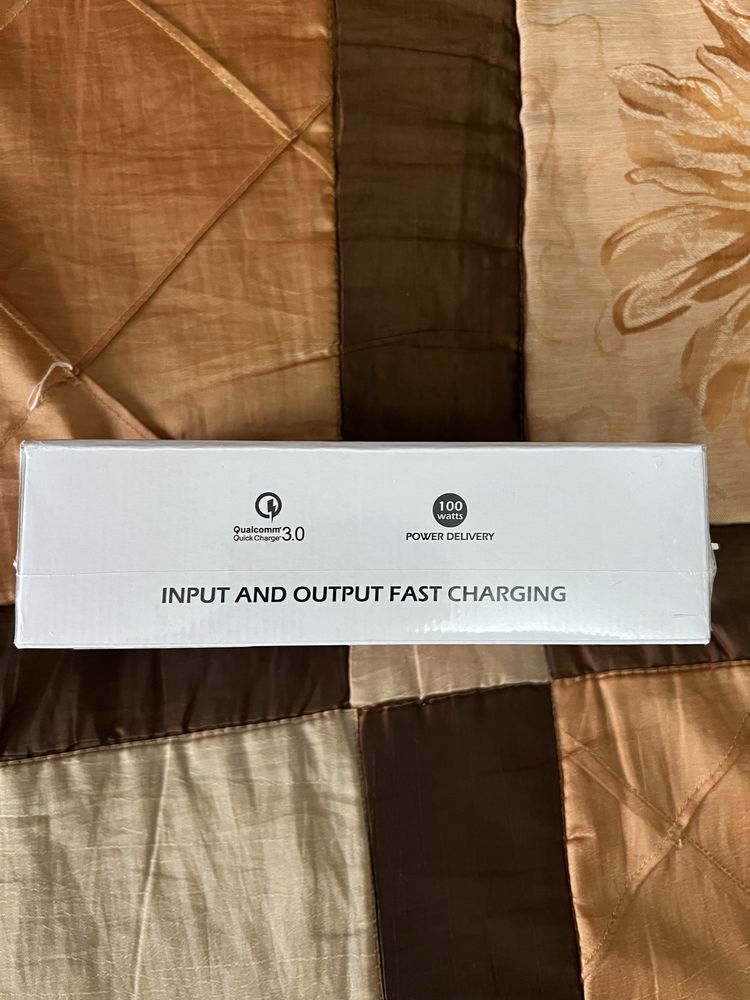 Qualcomm®
Quick Charge® 3.0
100
watts
POWER DELIVERY
INPUT AND OUTPUT FAST CHARGING